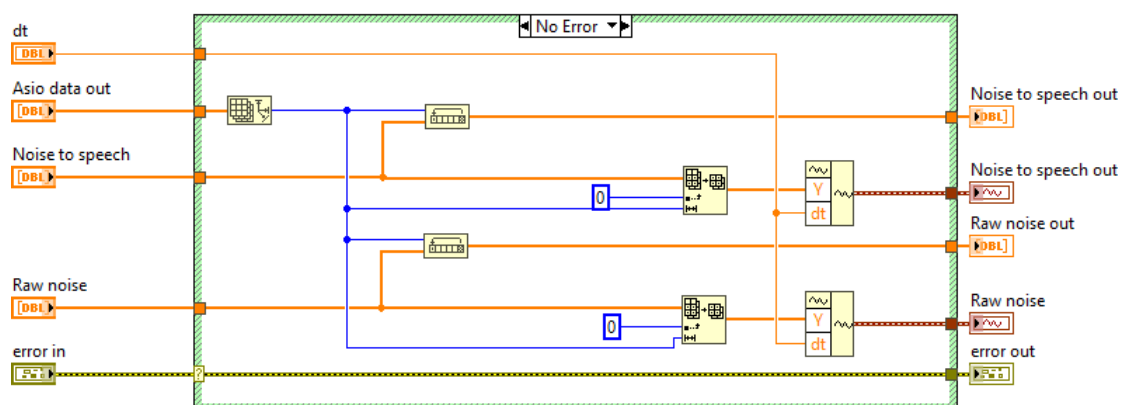 No Error
dt
DBL
Asio data out
[DBL]
Noise to speech out
DBL]
Noise to speech
[DBL]
Noise to speech out
0
Y
dt
Raw noise out
DBL]
Raw noise
[DBL]
Raw noise
0
Y
dt
error in
error out
?